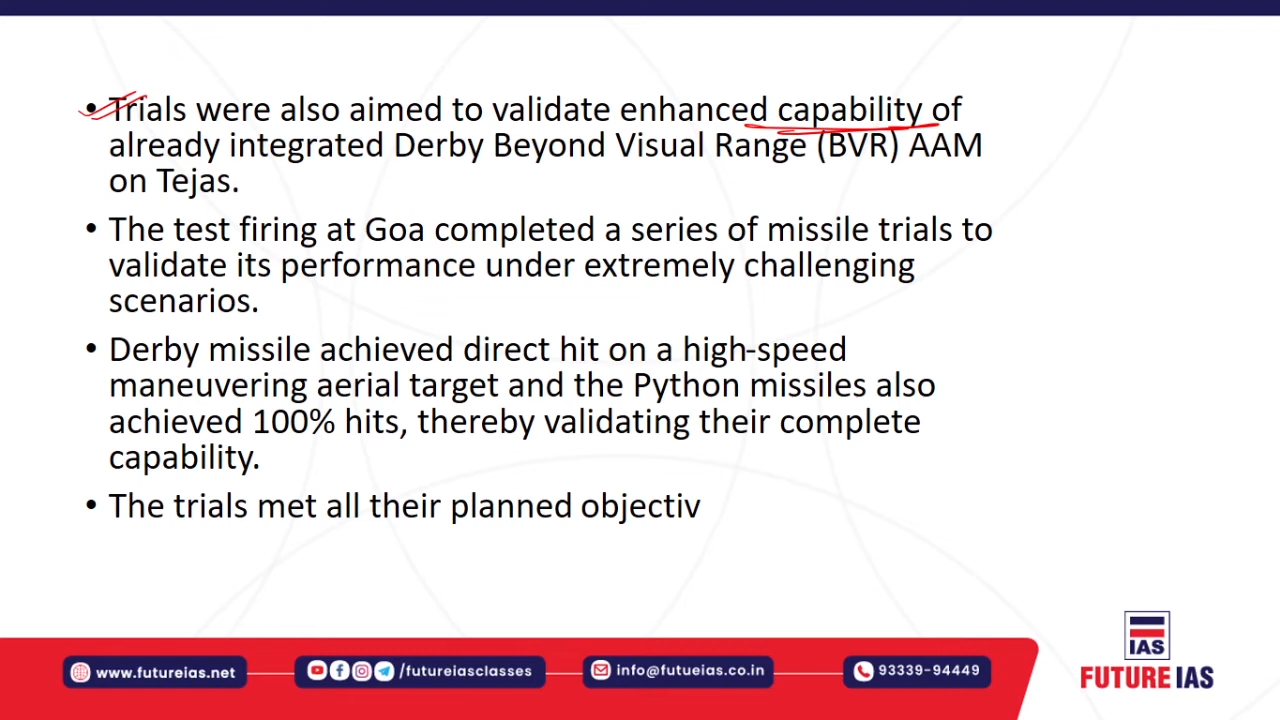 • Trials were also aimed to validate enhanced capability of
already integrated Derby Beyond Visual Range (BVR) AAM
on Tejas.
• The test firing at Goa completed a series of missile trials to
validate its performance under extremely challenging
scenarios.
• Derby missile achieved direct hit on a high-speed
maneuvering aerial target and the Python missiles also
achieved 100% hits, thereby validating their complete
capability.
• The trials met all their planned objectiv
IAS
FUTURE IAS
www.futureias.net
/futureiasclasses
info@futueias.co.in
93339-94449